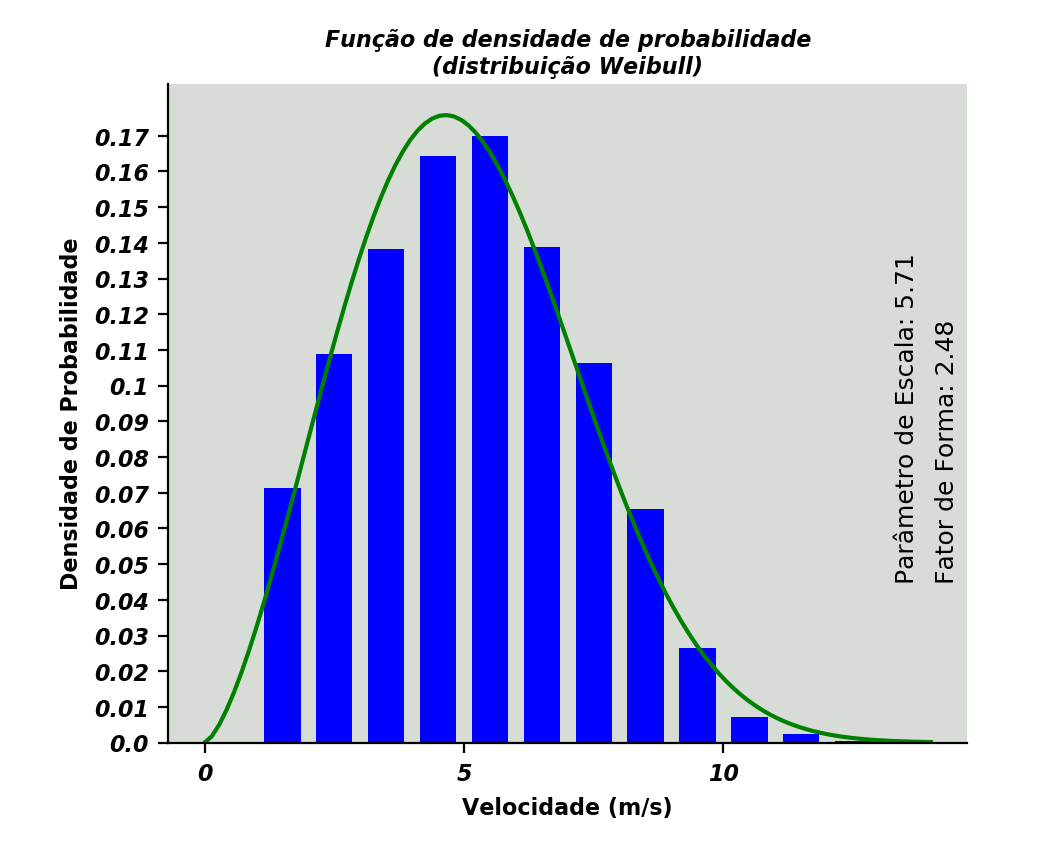 Função de densidade de probabilidade
(distribuição Weibull)
Densidade de Probabilidade
0.17
0.16
0.15
0.14
0.13
0.12
0.11
0.1
0.09
0.08
0.07
0.06
0.05
0.04
0.03
0.02
0.01
0.0
0 5 10
Velocidade (m/s)
Parâmetro de Escala: 5.71
Fator de Forma: 2.48